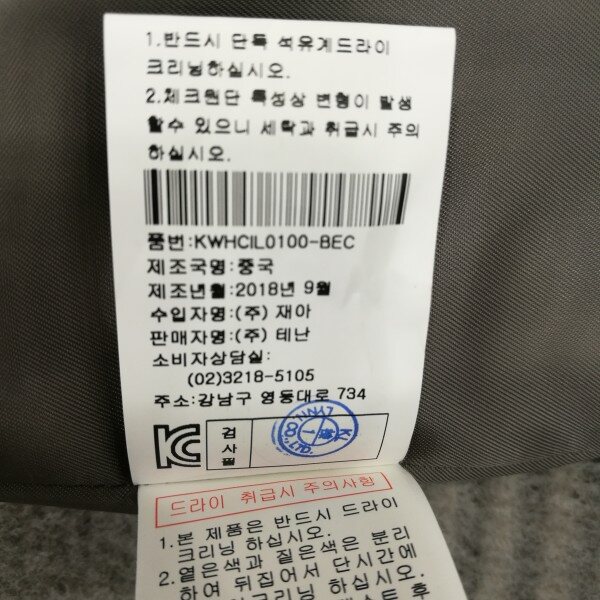 1.반드시 단독 석유계드라이
크리닝하십시오.
2.체크원단 특성상 변형이 발생
할수 있으니 세탁과 취급시 주의
하십시오.
품번:KWHCIL0100-BEC
제조국명:중국
제조년월:2018년 9월
수입자명:(주) 재아
판매자명:(주) 테난
소비자상담실:
(02)3218-5105
주소:강남구 영동대로 734
KC 검사필
드라이 취급시 주의사항
1.본 제품은 반드시 드라이
크리닝 하십시오.
2.옅은색과 짙은색은 분리
하여 뒤집어서 단시간에
하십시오.